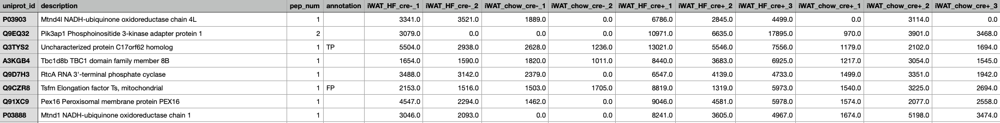 uniprot_id description pep_num annotation iWAT_HF_cre-_1 iWAT_HF_cre-_2 iWAT_chow_cre-_1 iWAT_chow_cre-_2 iWAT_HF_cre+_1 iWAT_HF_cre+_2 iWAT_HF_cre+_3 iWAT_chow_cre+_1 iWAT_chow_cre+_2 iWAT_chow_cre+_3
P03903 Mtnd4l NADH-ubiquinone oxidoreductase chain 4L 1 3341.0 3521.0 1889.0 0.0 6786.0 2845.0 4499.0 0.0 3114.0 0.0
Q9EQ32 Pik3ap1 Phosphoinositide 3-kinase adapter protein 1 2 3079.0 0.0 0.0 0.0 10971.0 6635.0 17895.0 970.0 3901.0 3468.0
Q3TYS2 Uncharacterized protein C17orf62 homolog 1 TP 5504.0 2938.0 2628.0 1236.0 13021.0 5546.0 7556.0 1179.0 2102.0 1694.0
A3KGB4 Tbc1d8b TBC1 domain family member 8B 1 1654.0 1590.0 1820.0 1011.0 8440.0 3683.0 6925.0 1217.0 3054.0 1545.0
Q9D7H3 RtcA RNA 3'-terminal phosphate cyclase 1 3488.0 3142.0 2379.0 0.0 6547.0 4139.0 4733.0 1499.0 3351.0 1942.0
Q9CZR8 Tsfm Elongation factor Ts, mitochondrial 1 FP 2153.0 1516.0 1503.0 1705.0 8819.0 1319.0 5973.0 1540.0 3225.0 2694.0
Q91XC9 Pex16 Peroxisomal membrane protein PEX16 1 4547.0 2294.0 1462.0 0.0 9046.0 4581.0 5978.0 1574.0 2077.0 2558.0
P03888 Mtnd1 NADH-ubiquinone oxidoreductase chain 1 1 3046.0 2093.0 0.0 0.0 8241.0 3605.0 4967.0 1674.0 5198.0 3474.0